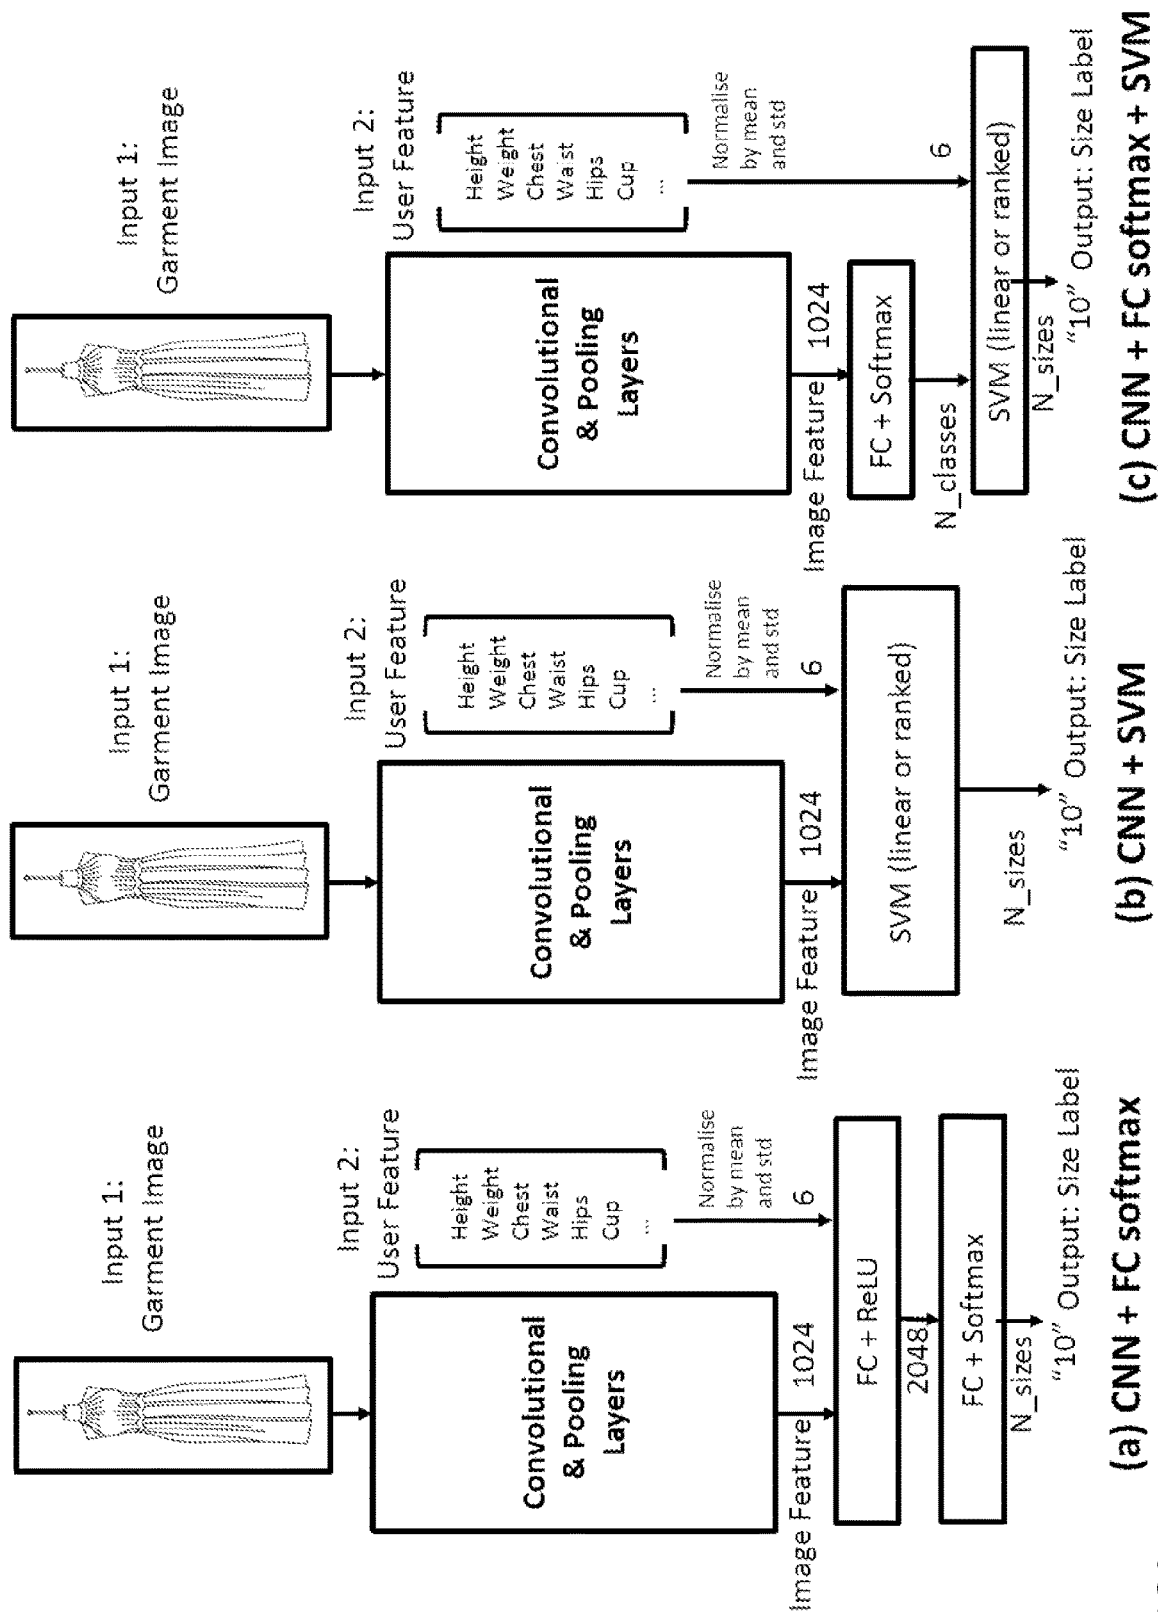 Input 1:
Garment Image
Input 2:
User Feature
Height
Weight
Chest
Waist
Hips
Cup
...
Normalise
by mean
and std
Convolutional
& Pooling
Layers
Image Feature 1024
6
FC + ReLU
2048
FC + Softmax
N_sizes
"10" Output: Size Label
(a) CNN + FC softmax
Input 1:
Garment Image
Input 2:
User Feature
Height
Weight
Chest
Waist
Hips
Cup
...
Normalise
by mean
and std
Convolutional
& Pooling
Layers
Image Feature 1024
6
SVM (linear or ranked)
N_sizes
"10" Output: Size Label
(b) CNN + SVM
Input 1:
Garment Image
Input 2:
User Feature
Height
Weight
Chest
Waist
Hips
Cup
...
Normalise
by mean
and std
Convolutional
& Pooling
Layers
Image Feature 1024
FC + Softmax
N_classes
6
SVM (linear or ranked)
N_sizes
"10" Output: Size Label
(c) CNN + FC softmax + SVM